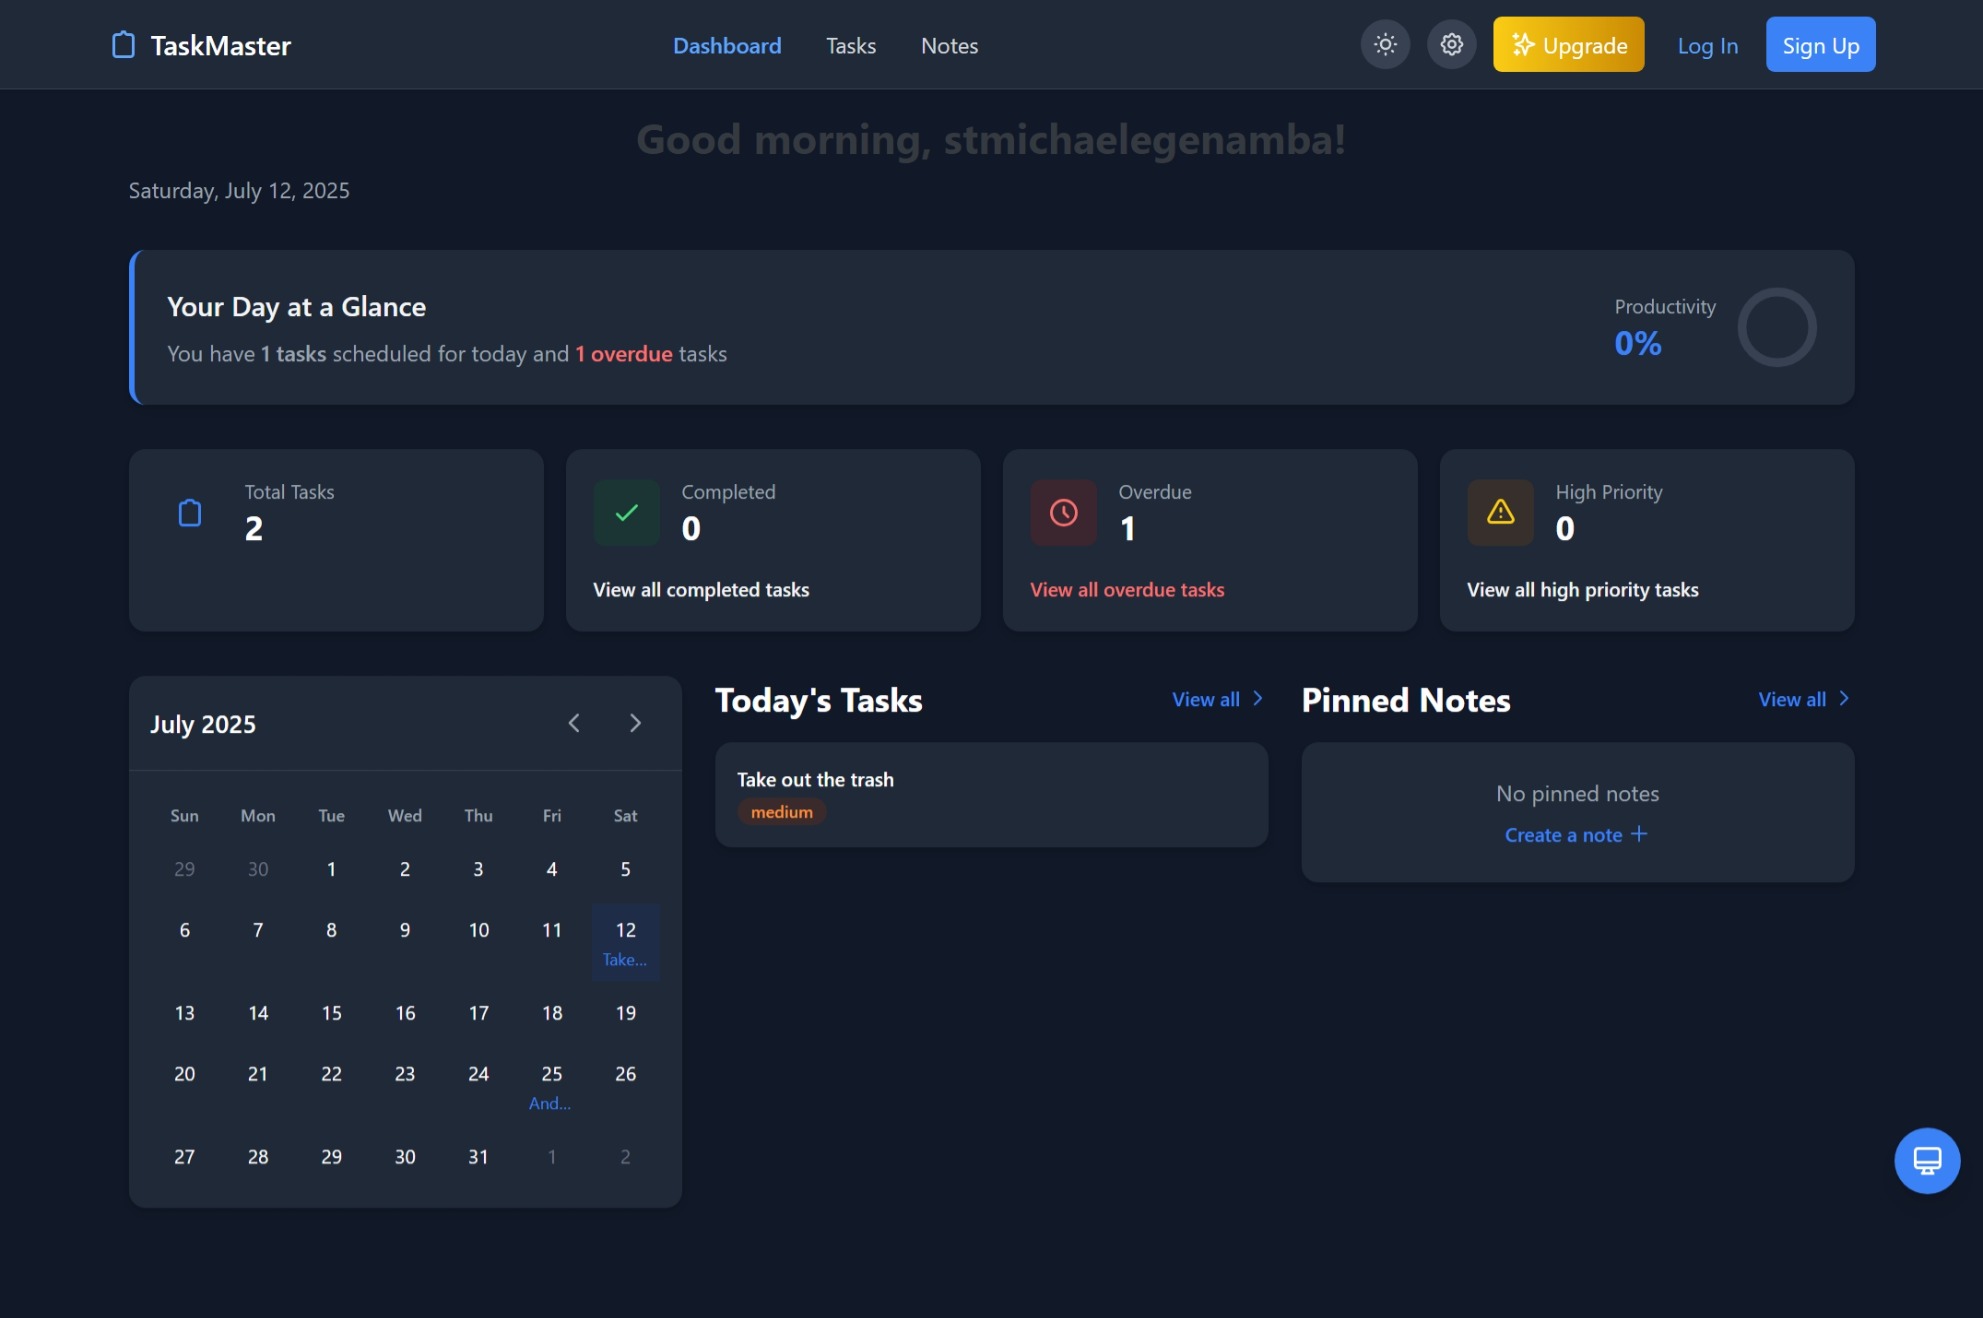 TaskMaster
Dashboard Tasks Notes
Upgrade Log In Sign Up
Good morning, stmichaelegenamba!
Saturday, July 12, 2025
Your Day at a Glance
You have 1 tasks scheduled for today and 1 overdue tasks
Productivity
0%
Total Tasks
2
Completed
0
View all completed tasks
Overdue
1
View all overdue tasks
High Priority
0
View all high priority tasks
July 2025
Sun Mon Tue Wed Thu Fri Sat
29 30 1 2 3 4 5
6 7 8 9 10 11 12
Take...
13 14 15 16 17 18 19
20 21 22 23 24 25 26
And...
27 28 29 30 31 1 2
Today's Tasks
View all
Take out the trash
medium
Pinned Notes
View all
No pinned notes
Create a note +